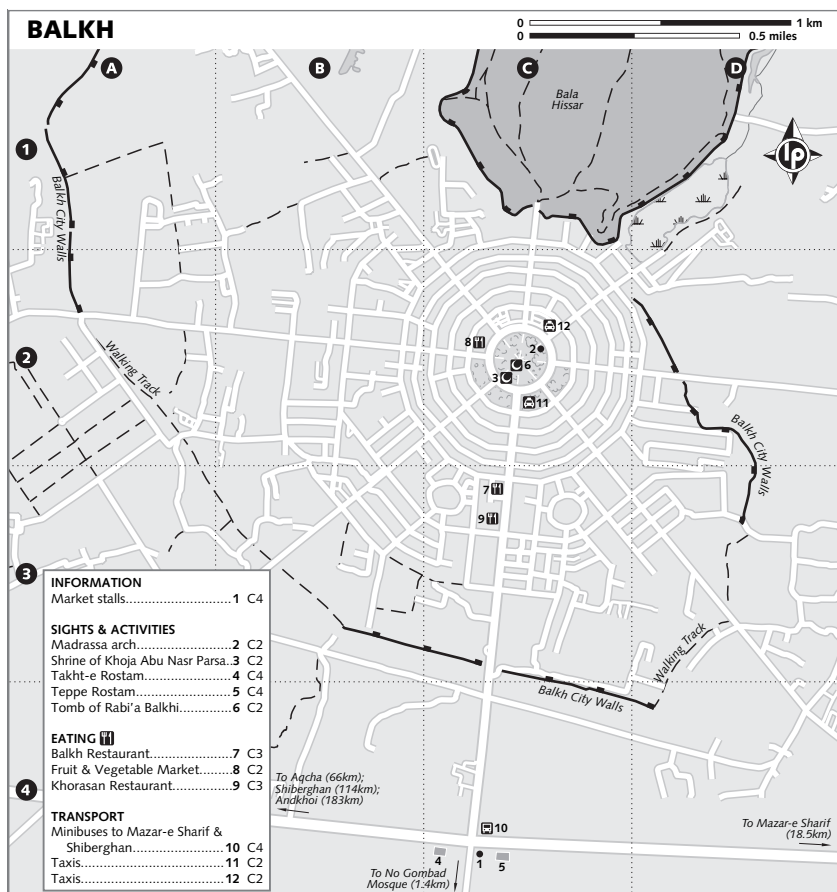 BALKH
0 1 km
0 0.5 miles
A
B
C
D
Bala
Hissar
1
lp
Balkh City Walls
12
8
2
2
6
3
Walking Track
11
Balkh City Walls
7
9
3
INFORMATION
Market stalls..............................1 C4
SIGHTS & ACTIVITIES
Madrassa arch..........................2 C2
Shrine of Khoja Abu Nasr Parsa..3 C2
Takht-e Rostam.......................4 C4
Teppe Rostam..........................5 C4
Tomb of Rabi'a Balkhi..............6 C2
EATING
Balkh Restaurant......................7 C3
Fruit & Vegetable Market.........8 C2
Khorasan Restaurant................9 C3
TRANSPORT
Minibuses to Mazar-e Sharif &
Shiberghan.........................10 C4
Taxis.......................................11 C2
Taxis.......................................12 C2
Walking Track
Balkh City Walls
4
To Aqcha (66km);
Shiberghan (114km);
Andkhoi (183km)
10
To Mazar-e Sharif
(18.5km)
4
1
5
To No Gombad
Mosque (1.4km)